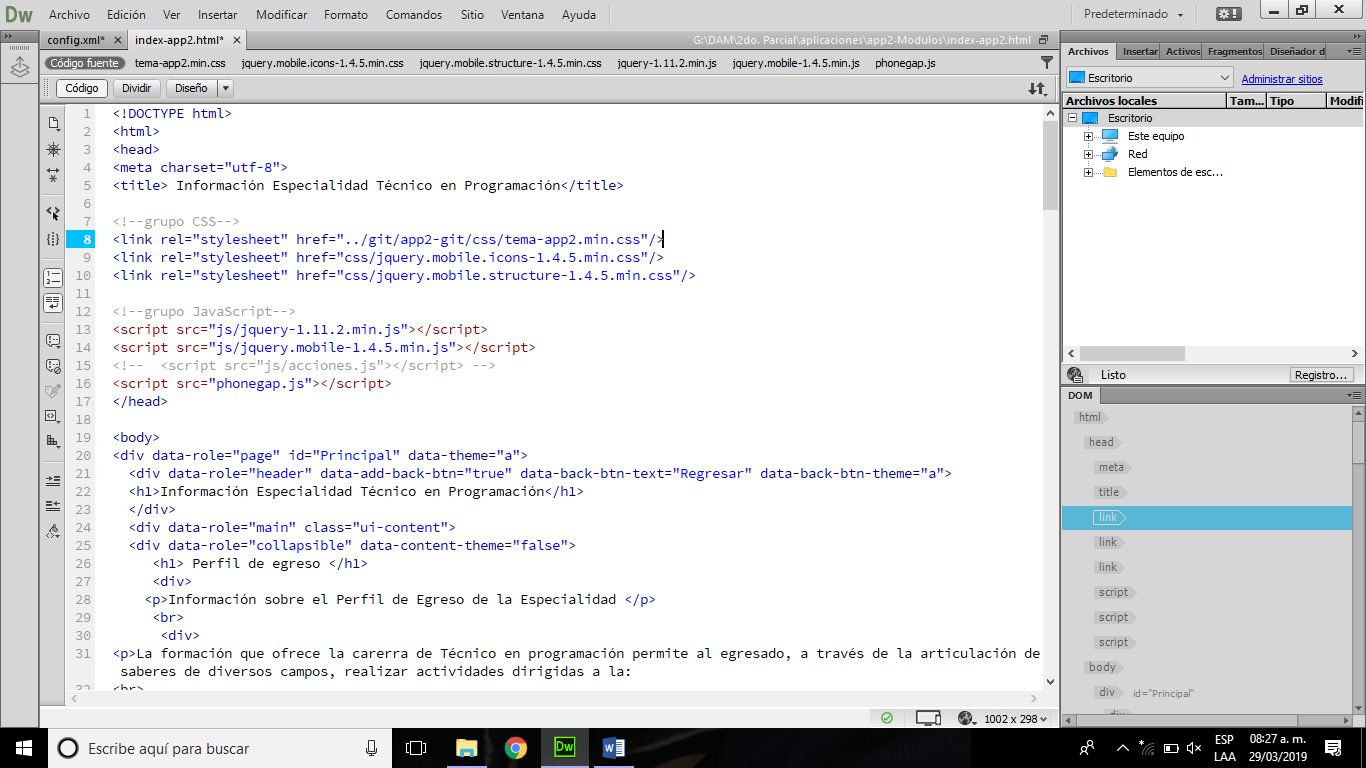 Dw Archivo Edición Ver Insertar Modificar Formato Comandos Sitio Ventana Ayuda Predeterminado
config.xml* index-app2.html* G:\DAM\2do. Parcial\aplicaciones\app2-Modulos\index-app2.html
Código fuente tema-app2.min.css jquery.mobile.icons-1.4.5.min.css jquery.mobile.structure-1.4.5.min.css jquery-1.11.2.min.js jquery.mobile-1.4.5.min.js phonegap.js
Código Dividir Diseño
1 <!DOCTYPE html>
2 <html>
3 <head>
4 <meta charset="utf-8">
5 <title> Información Especialidad Técnico en Programación</title>
6
7 <!--grupo CSS-->
8 <link rel="stylesheet" href="../git/app2-git/css/tema-app2.min.css"/>
9 <link rel="stylesheet" href="css/jquery.mobile.icons-1.4.5.min.css"/>
10 <link rel="stylesheet" href="css/jquery.mobile.structure-1.4.5.min.css"/>
11
12 <!--grupo JavaScript-->
13 <script src="js/jquery-1.11.2.min.js"></script>
14 <script src="js/jquery.mobile-1.4.5.min.js"></script>
15 <!--  <script src="js/acciones.js"></script> -->
16 <script src="phonegap.js"></script>
17 </head>
18
19 <body>
20 <div data-role="page" id="Principal" data-theme="a">
21 <div data-role="header" data-add-back-btn="true" data-back-btn-text="Regresar" data-back-btn-theme="a">
22 <h1>Información Especialidad Técnico en Programación</h1>
23 </div>
24 <div data-role="main" class="ui-content">
25 <div data-role="collapsible" data-content-theme="false">
26 <h1> Perfil de egreso </h1>
27 <div>
28 <p>Información sobre el Perfil de Egreso de la Especialidad </p>
29 <br>
30 <div>
31 <p>La formación que ofrece la carerra de Técnico en programación permite al egresado, a través de la articulación de
saberes de diversos campos, realizar actividades dirigidas a la:
32 <br>
1002 x 298
Archivos Insertar Activos Fragmentos Diseñador d
Escritorio Administrar sitios
Archivos locales Tam... Tipo Modifi
Escritorio
Este equipo
Red
Elementos de esc...
Listo Registro...
DOM
html
head
meta
title
link
link
link
script
script
script
body
div id="Principal"
div
Escribe aquí para buscar
Dw
ESP
LAA
08:27 a. m.
29/03/2019